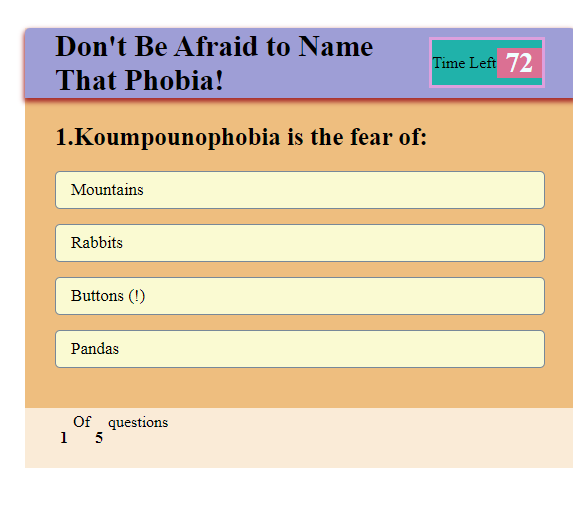 Don't Be Afraid to Name
That Phobia!
Time Left 72
1.Koumpounophobia is the fear of:
Mountains
Rabbits
Buttons (!)
Pandas
1 Of 5 questions